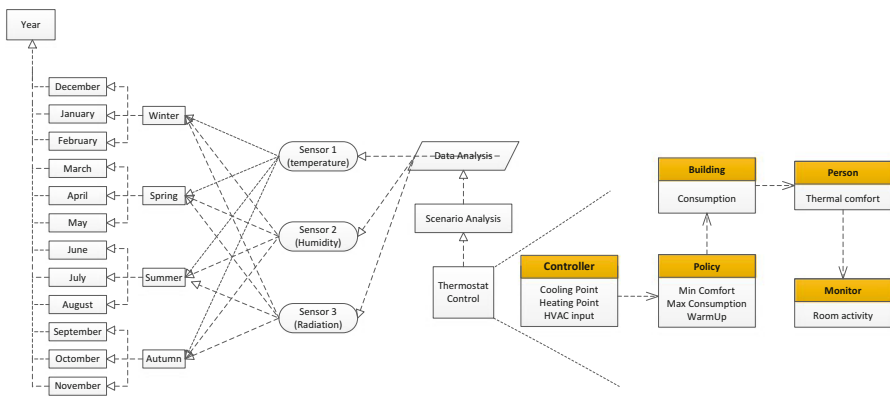 Year
December
January
February
March
April
May
June
July
August
September
Octomber
November
Winter
Spring
Summer
Autumn
Sensor 1
(temperature)
Sensor 2
(Humidity)
Sensor 3
(Radiation)
Data Analysis
Scenario Analysis
Thermostat
Control
Controller
Cooling Point
Heating Point
HVAC input
Building
Consumption
Policy
Min Comfort
Max Consumption
WarmUp
Person
Thermal comfort
Monitor
Room activity